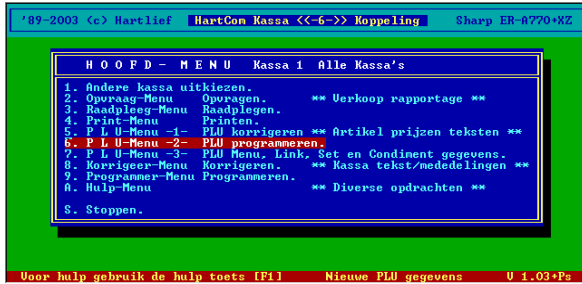 '89-2003 <c> Hartlief HartCom Kassa <<-6->> Koppeling Sharp ER-A770+XZ
H O O F D - M E N U Kassa 1 Alle Kassa's
1. Andere kassa uitkiezen.
2. Opvraag-Menu Opvragen. ** Verkoop rapportage **
3. Raadpleeg-Menu Raadplegen.
4. Print-Menu Printen.
5. P L U-Menu -1- PLU korrigeren ** Artikel prijzen teksten **
6. P L U-Menu -2- PLU programmeren.
7. P L U-Menu -3- PLU Menu, Link, Set en Condiment gegevens.
8. Korrigeer-Menu Korrigeren. ** Kassa tekst/mededelingen **
9. Programmer-Menu Programmeren.
A. Hulp-Menu ** Diverse opdrachten **
S. Stoppen.
Voor hulp gebruik de hulp toets [F1] Nieuwe PLU gegevens V 1.03+Ps